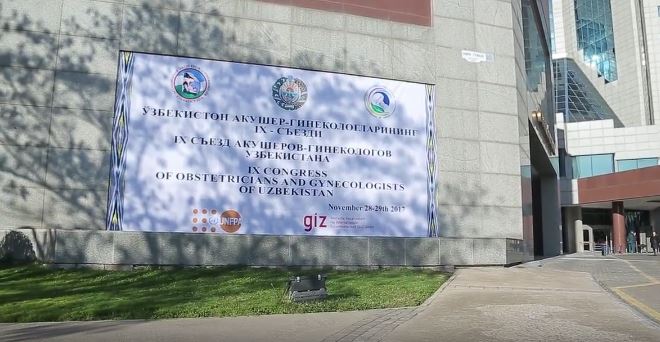 ЎЗБЕКИСТОН АКУШЕР-ГИНЕКОЛОГЛАРИНИНГ
IX - СЪЕЗДИ
IX СЪЕЗД АКУШЕРОВ-ГИНЕКОЛОГОВ
УЗБЕКИСТАНА
IX CONGRESS
OF OBSTETRICIANS AND GYNECOLOGISTS
OF UZBEKISTAN
November 28-29th 2017
UNFPA
giz